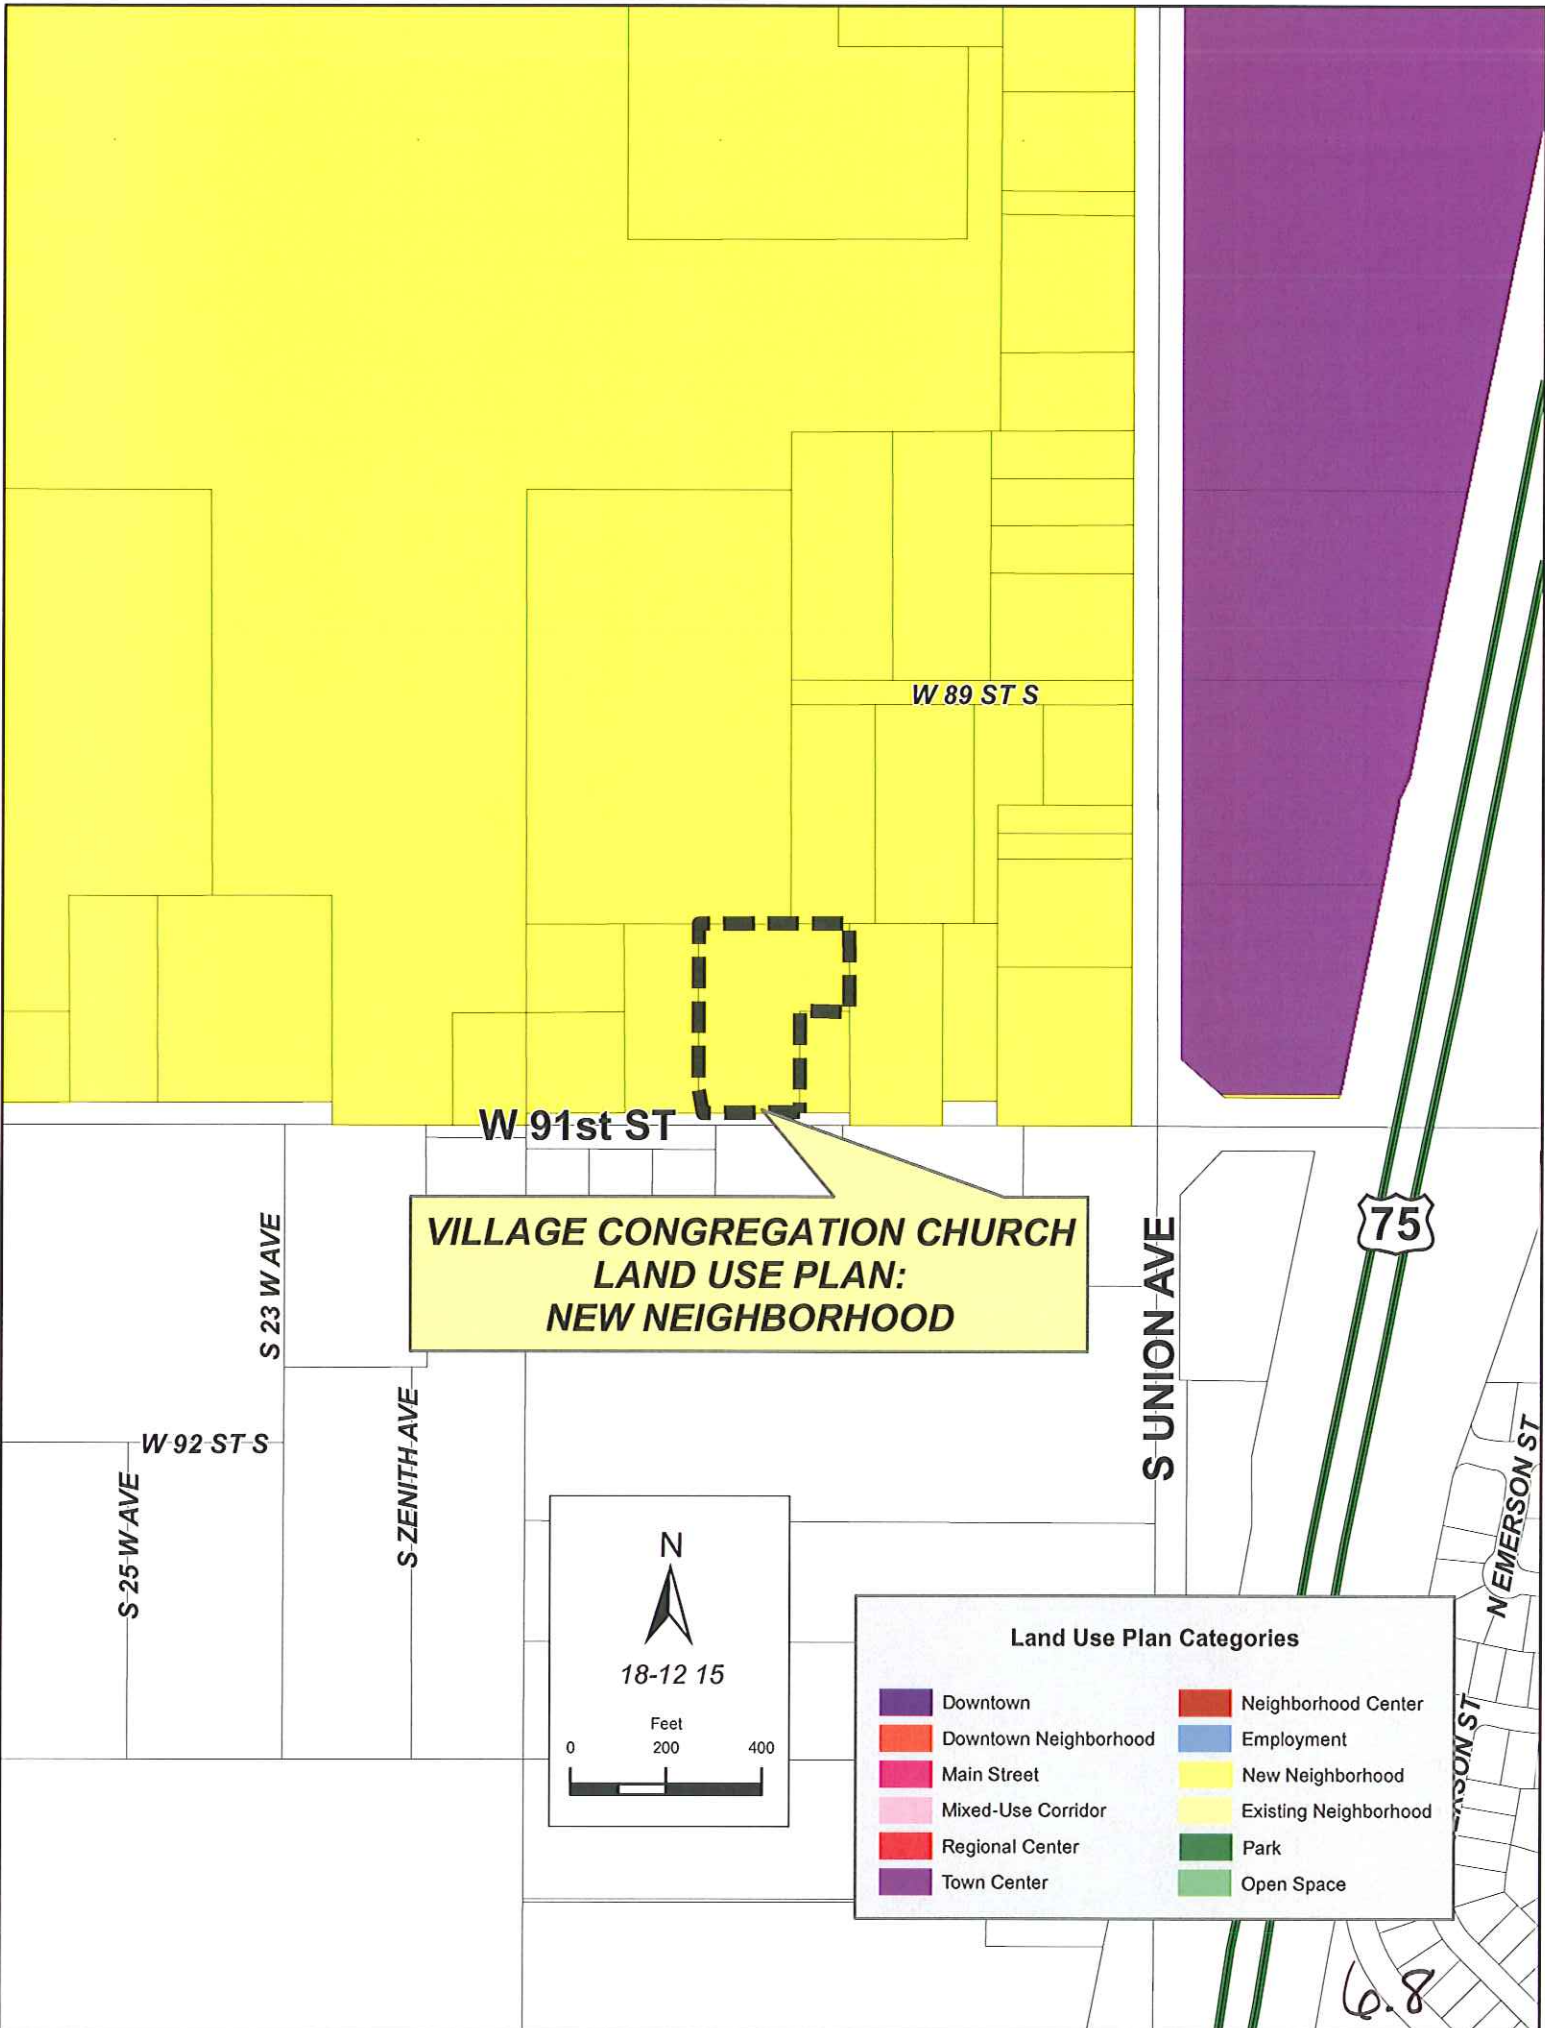 W 89 ST S
W 91st ST
VILLAGE CONGREGATION CHURCH
LAND USE PLAN:
NEW NEIGHBORHOOD
75
S 23 W AVE
S UNION AVE
S ZENITH AVE
W 92 ST S
S 25 W AVE
N EMERSON ST
N
18-12 15
Feet
0 200 400
Land Use Plan Categories
Downtown
Downtown Neighborhood
Main Street
Mixed-Use Corridor
Regional Center
Town Center
Neighborhood Center
Employment
New Neighborhood
Existing Neighborhood
Park
Open Space
ERSON ST
6.8